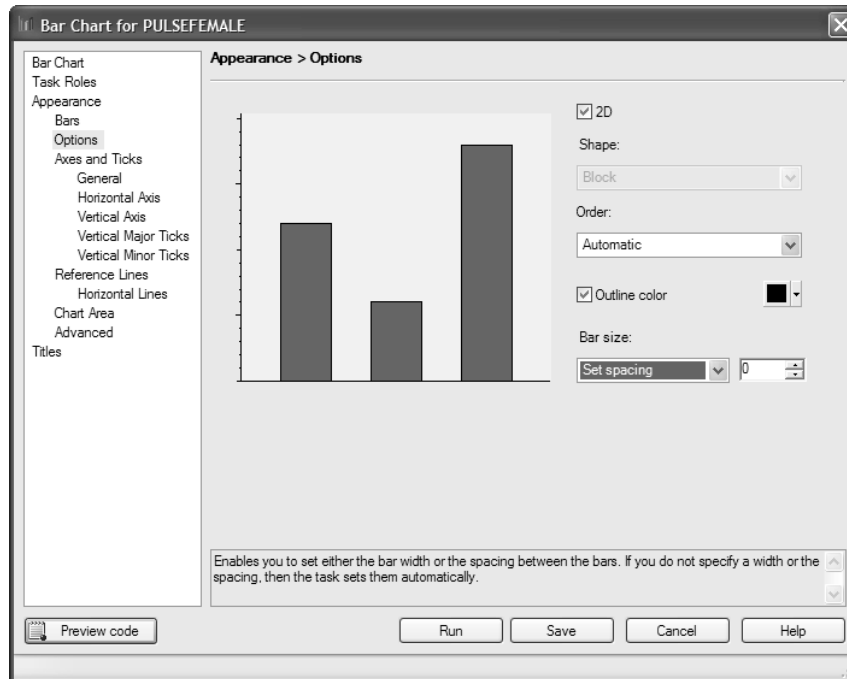 Bar Chart for PULSEFEMALE
Bar Chart
Task Roles
Appearance
Bars
Options
Axes and Ticks
General
Horizontal Axis
Vertical Axis
Vertical Major Ticks
Vertical Minor Ticks
Reference Lines
Horizontal Lines
Chart Area
Advanced
Titles
Appearance > Options
2D
Shape:
Block
Order:
Automatic
Outline color
Bar size:
Set spacing 0
Enables you to set either the bar width or the spacing between the bars. If you do not specify a width or the
spacing, then the task sets them automatically.
Preview code Run Save Cancel Help